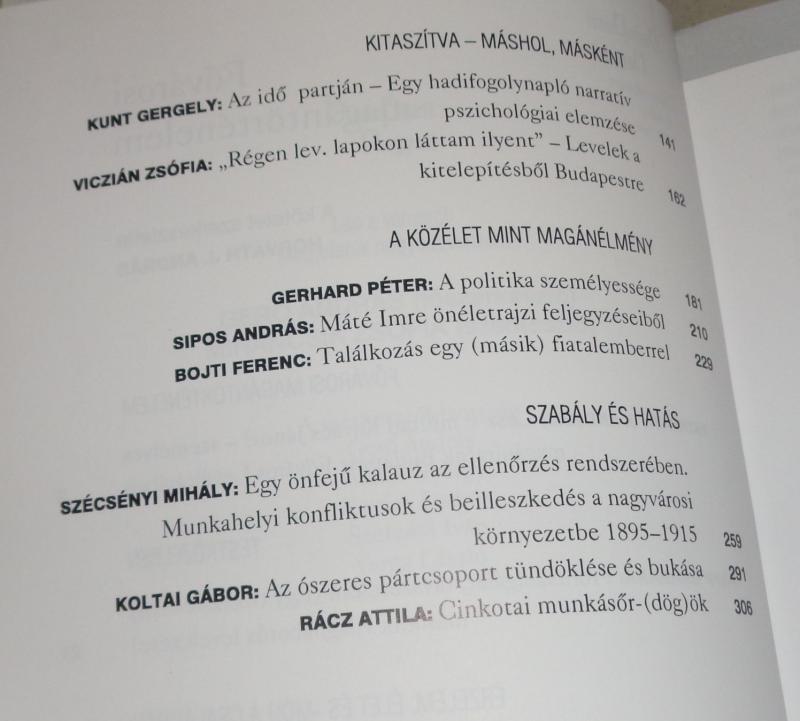 KITASZÍTVA – MÁSHOL, MÁSKÉNT
KUNT GERGELY: Az idő partján – Egy hadifogolynapló narratív
pszichológiai elemzése 141
VICZIÁN ZSÓFIA: „Régen lev. lapokon láttam ilyent” – Levelek a
kitelepítésből Budapestre 162
A KÖZÉLET MINT MAGÁNÉLMÉNY
GERHARD PÉTER: A politika személyessége 181
SIPOS ANDRÁS: Máté Imre önéletrajzi feljegyzéseiből 210
BOJTI FERENC: Találkozás egy (másik) fiatalemberrel 229
SZABÁLY ÉS HATÁS
SZÉCSÉNYI MIHÁLY: Egy önfejű kalauz az ellenőrzés rendszerében.
Munkahelyi konfliktusok és beilleszkedés a nagyvárosi
környezetbe 1895–1915 259
KOLTAI GÁBOR: Az ószeres pártcsoport tündöklése és bukása 291
RÁCZ ATTILA: Cinkotai munkásőr-(dög)ök 306